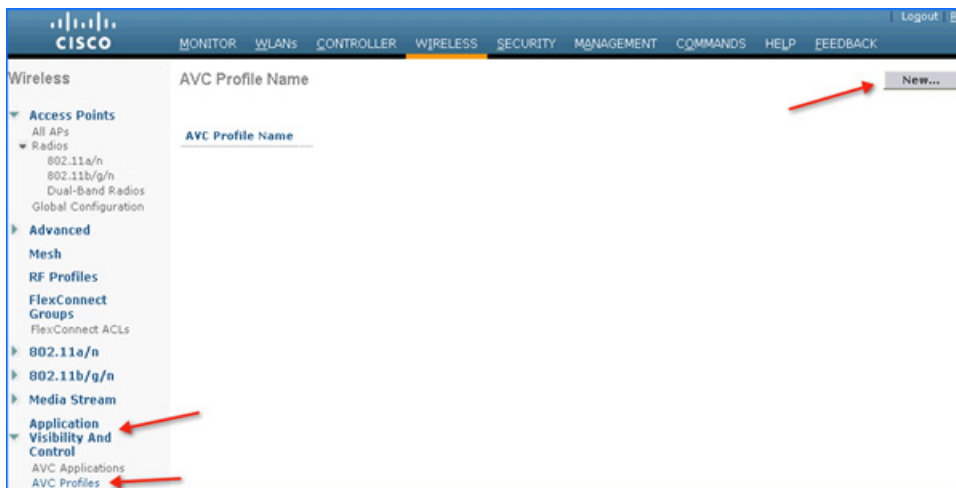 Logout
CISCO
MONITOR WLANs CONTROLLER WIRELESS SECURITY MANAGEMENT COMMANDS HELP FEEDBACK
Wireless
Access Points
All APs
Radios
802.11a/n
802.11b/g/n
Dual-Band Radios
Global Configuration
Advanced
Mesh
RF Profiles
FlexConnect
Groups
FlexConnect ACLs
802.11a/n
802.11b/g/n
Media Stream
Application
Visibility And
Control
AVC Applications
AVC Profiles
AVC Profile Name
New...
AVC Profile Name